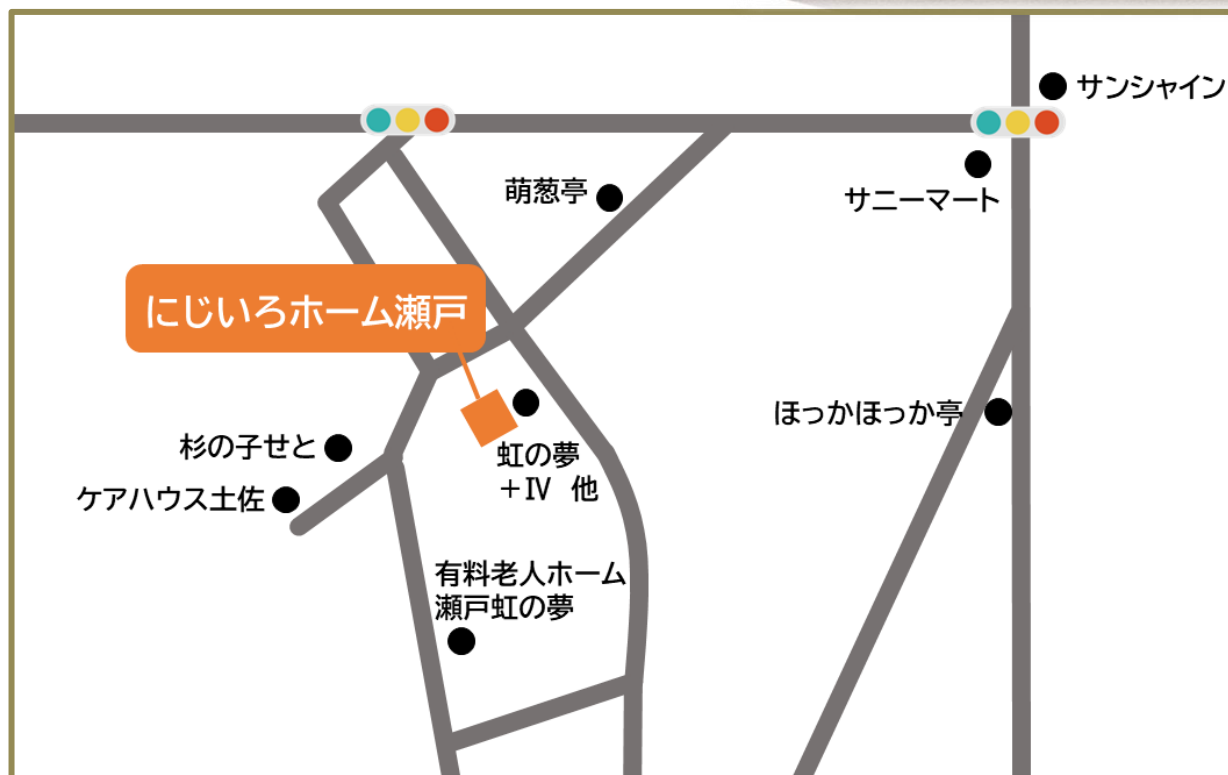 サンシャイン
萌葱亭
サニーマート
にじいろホーム瀬戸
ほっかほっか亭
杉の子せと
虹の夢
+Ⅳ 他
ケアハウス土佐
有料老人ホーム
瀬戸虹の夢